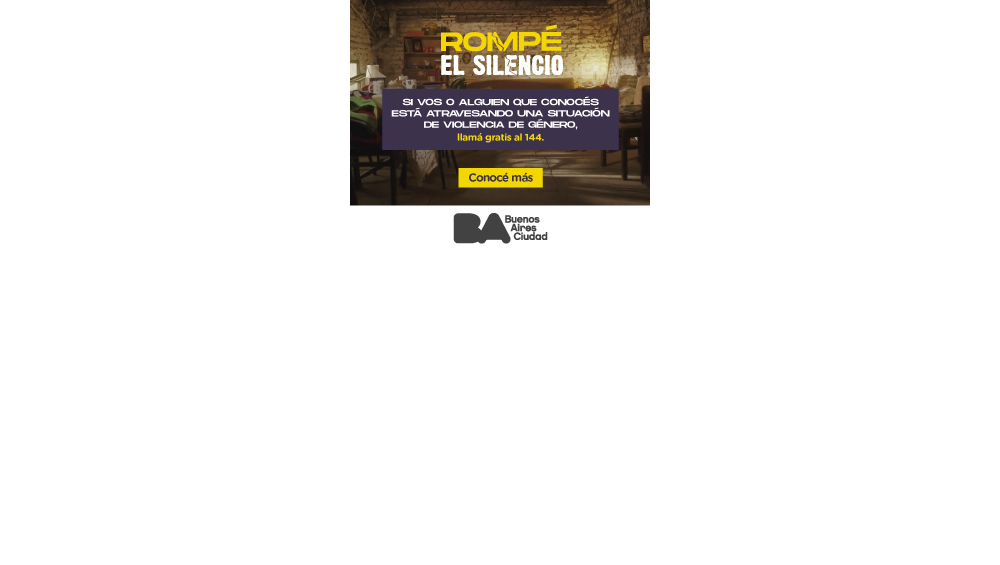 ROMPÉ
EL SILENCIO
SI VOS O ALGUIEN QUE CONOCÉS
ESTÁ ATRAVESANDO UNA SITUACIÓN
DE VIOLENCIA DE GÉNERO,
llamá gratis al 144.
Conocé más
BA Buenos
Aires
Ciudad